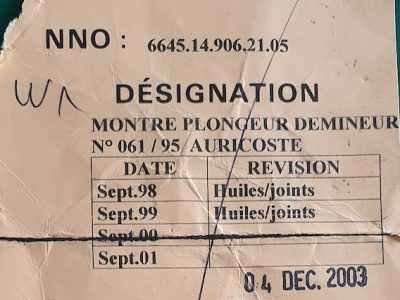 NNO : 6645.14.906.21.05
DÉSIGNATION
MONTRE PLONGEUR DEMINEUR
N° 061 / 95 AURICOSTE
DATE REVISION
Sept.98 Huiles/joints
Sept.99 Huiles/joints
Sept.00
Sept.01
04 DEC. 2003